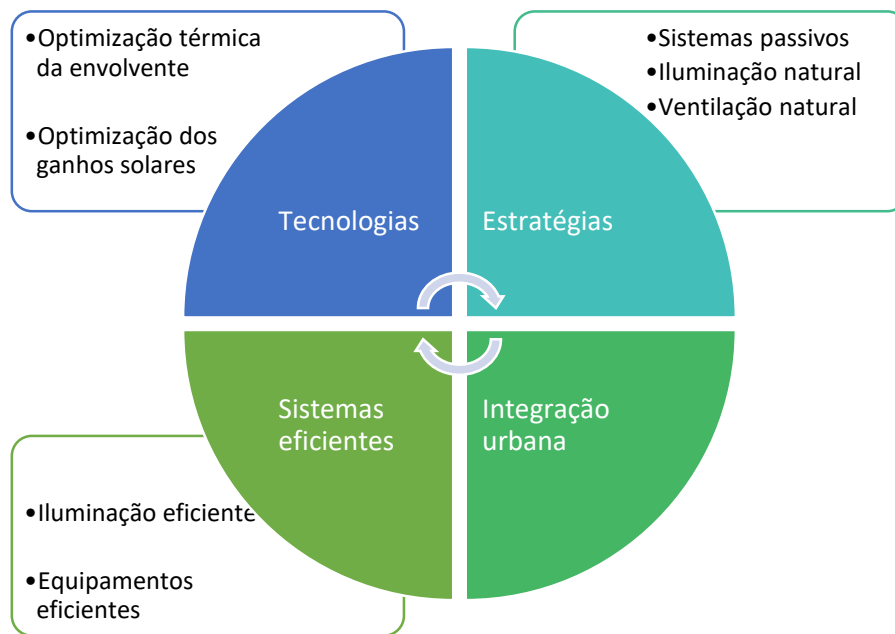 •Optimização térmica
da envolvente
•Optimização dos
ganhos solares
•Sistemas passivos
•Iluminação natural
•Ventilação natural
Tecnologias
Estratégias
Sistemas
eficientes
Integração
urbana
•Iluminação eficiente
•Equipamentos
eficientes